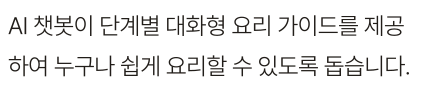 AI 챗봇이 단계별 대화형 요리 가이드를 제공
하여 누구나 쉽게 요리할 수 있도록 돕습니다.